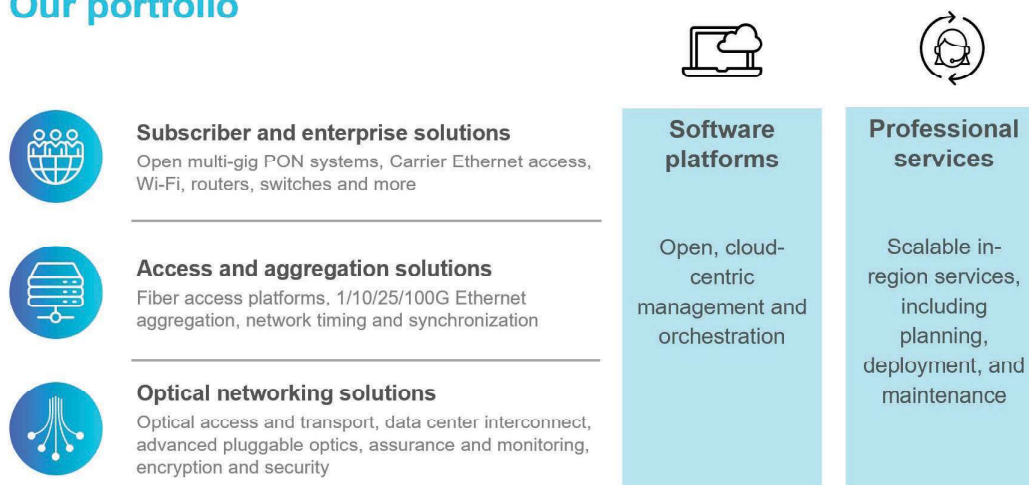 Our portfolio
Subscriber and enterprise solutions
Open multi-gig PON systems, Carrier Ethernet access,
Wi-Fi, routers, switches and more
Access and aggregation solutions
Fiber access platforms, 1/10/25/100G Ethernet
aggregation, network timing and synchronization
Optical networking solutions
Optical access and transport, data center interconnect,
advanced pluggable optics, assurance and monitoring,
encryption and security
Software
platforms
Open, cloud-
centric
management and
orchestration
Professional
services
Scalable in-
region services,
including
planning,
deployment, and
maintenance